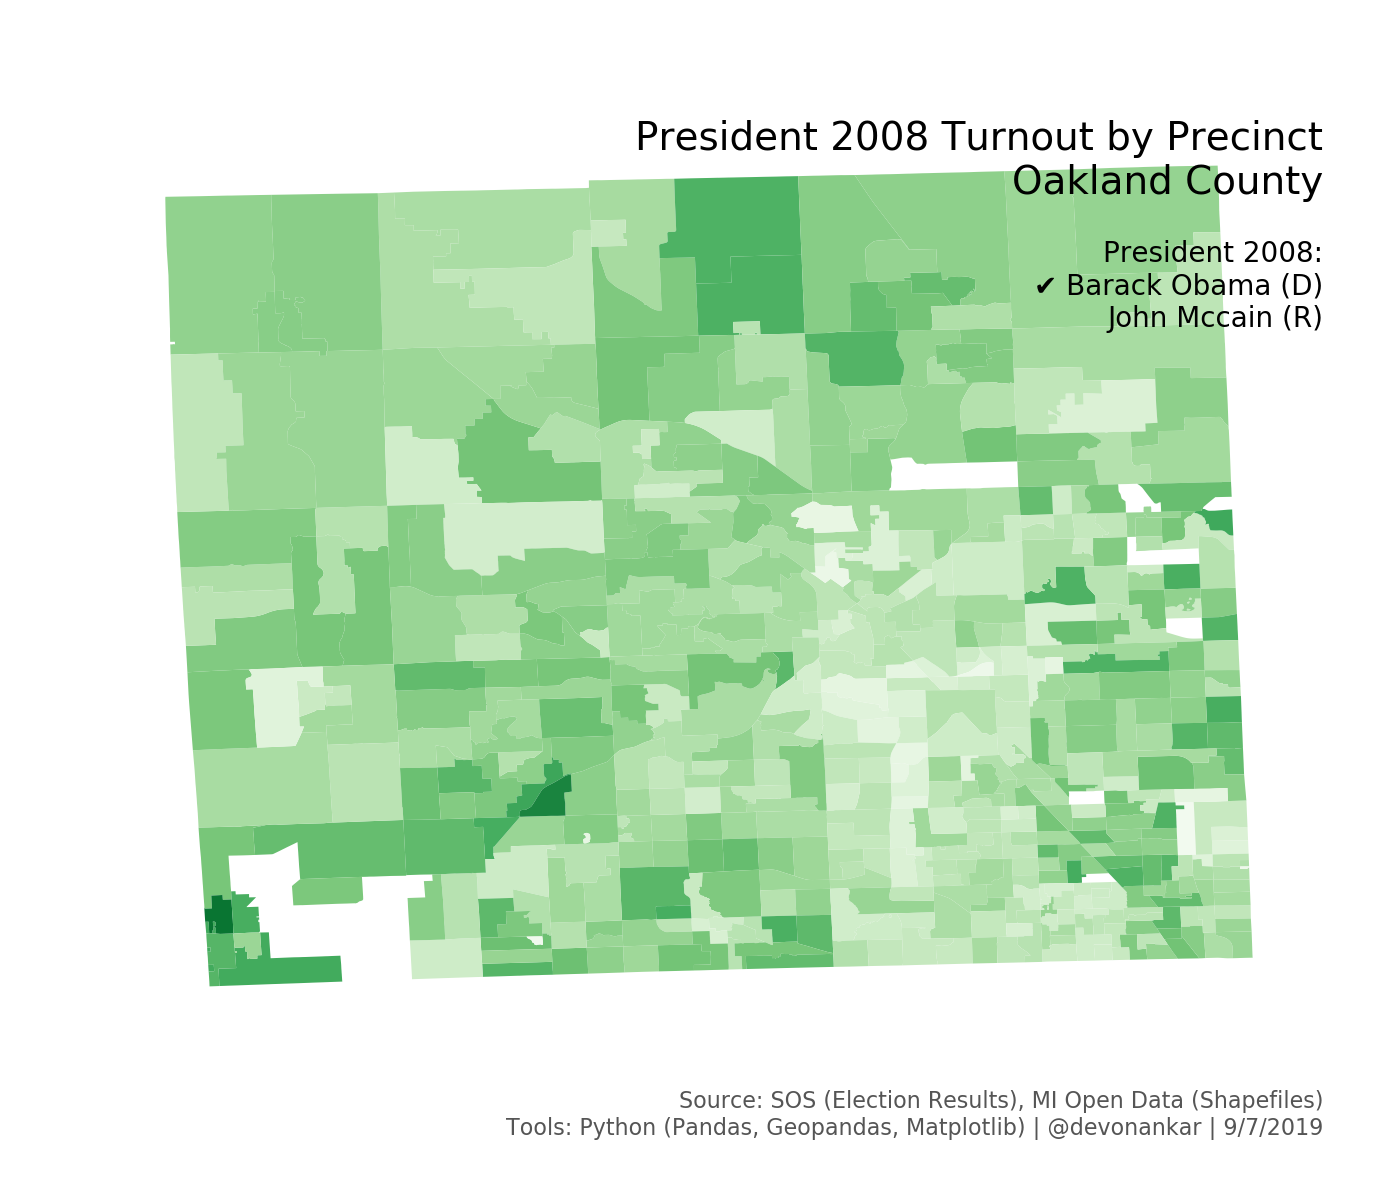 President 2008 Turnout by Precinct
Oakland County
President 2008:
✔ Barack Obama (D)
John Mccain (R)
Source: SOS (Election Results), MI Open Data (Shapefiles)
Tools: Python (Pandas, Geopandas, Matplotlib) | @devonankar | 9/7/2019